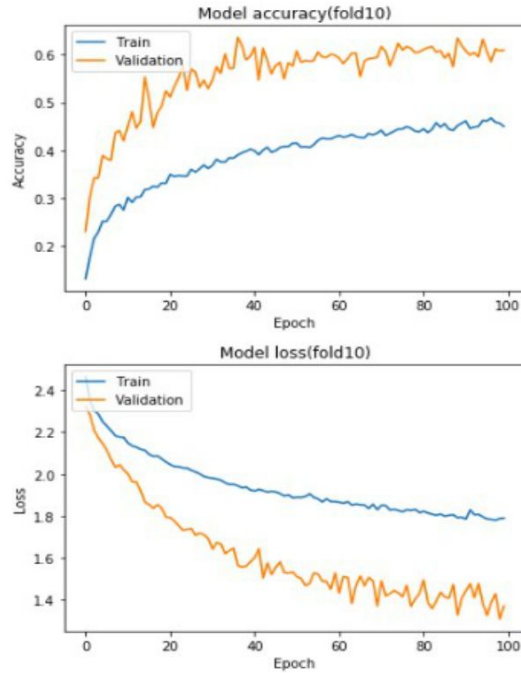 Model accuracy(fold10)
Train
Validation
0.6
0.5
0.4
0.3
0.2
Accuracy
0 20 40 60 80 100
Epoch
Model loss(fold10)
Train
Validation
2.4
2.2
2.0
1.8
1.6
1.4
Loss
0 20 40 60 80 100
Epoch